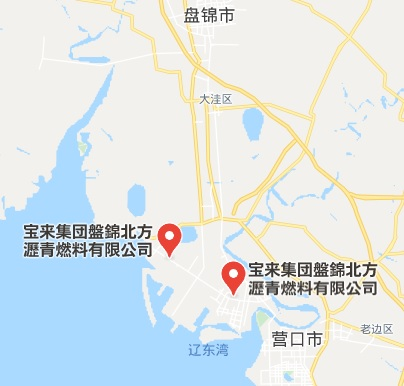 盘锦市
大洼区
宝来集团盤錦北方
瀝青燃料有限公司
宝来集团盤錦北方
瀝青燃料有限公司
老边区
营口市
辽东湾